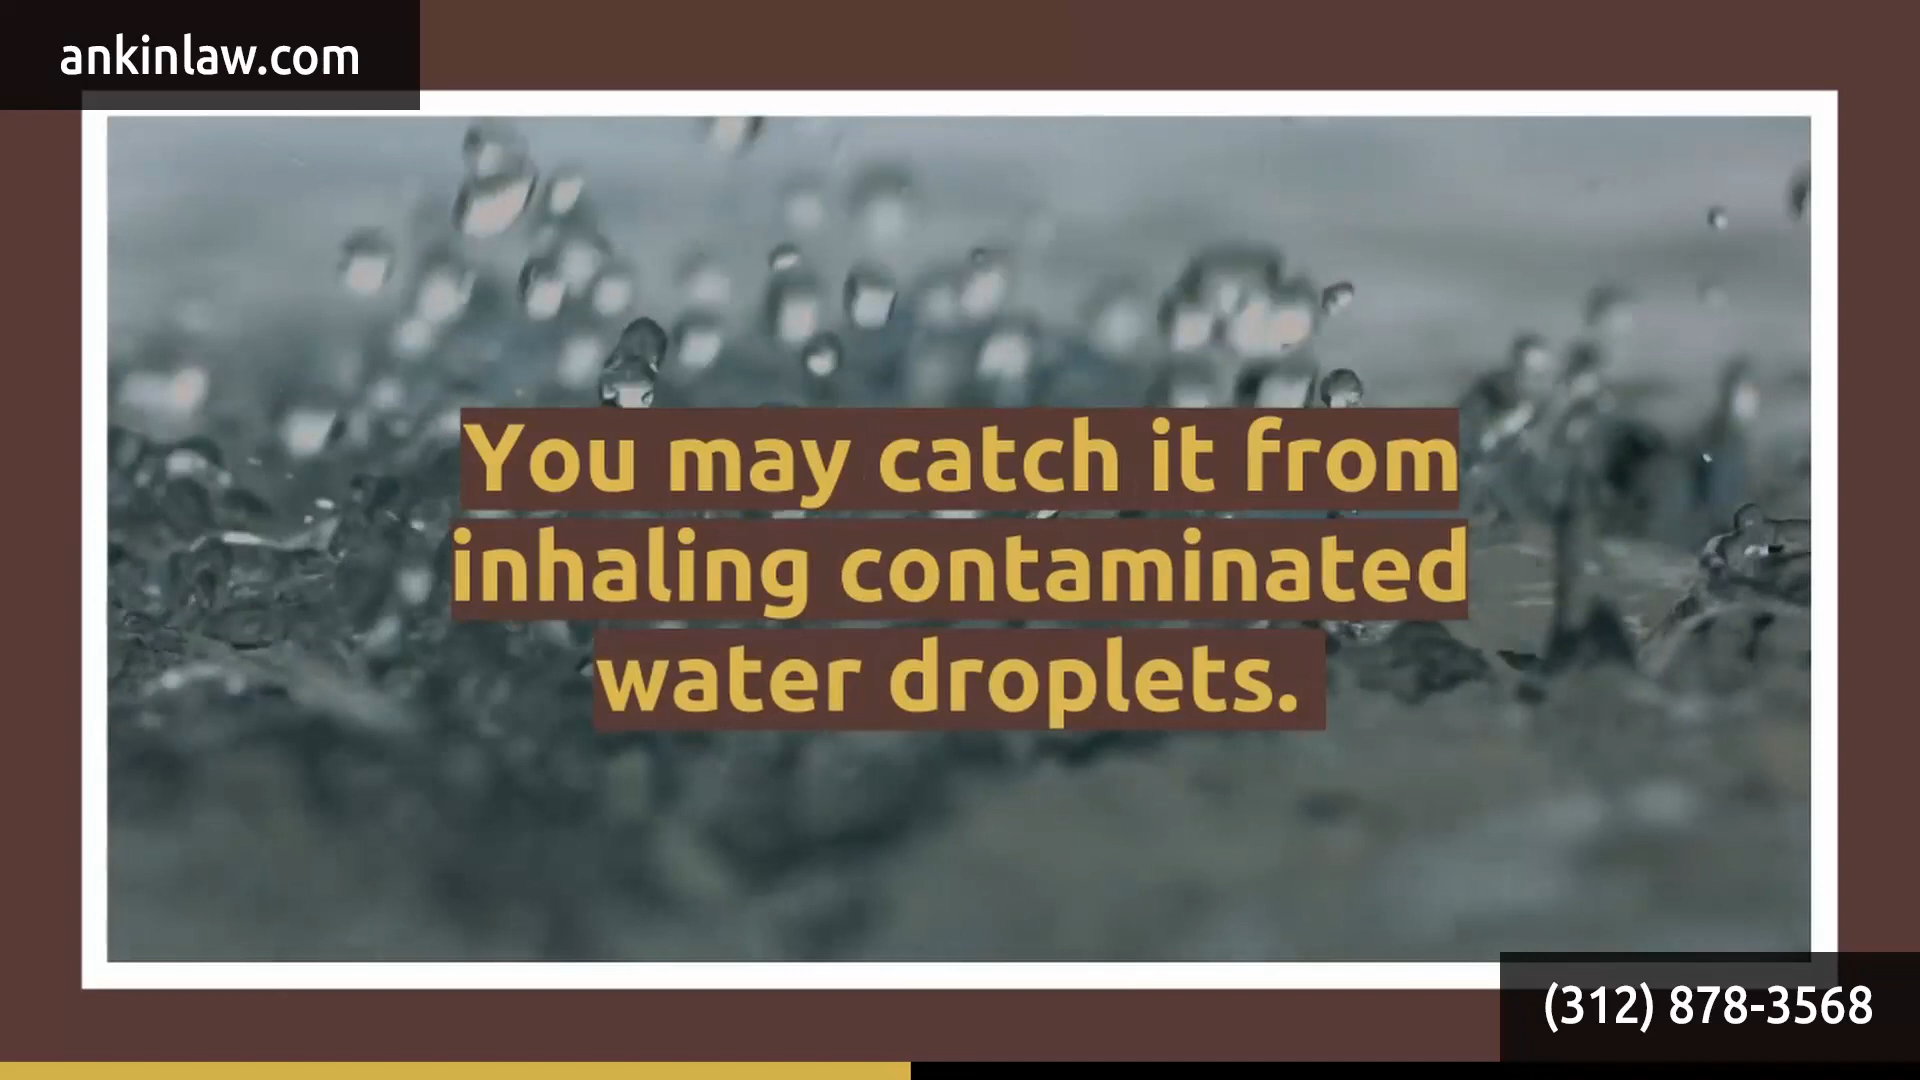 ankinlaw.com
You may catch it from
inhaling contaminated
water droplets.
(312) 878-3568